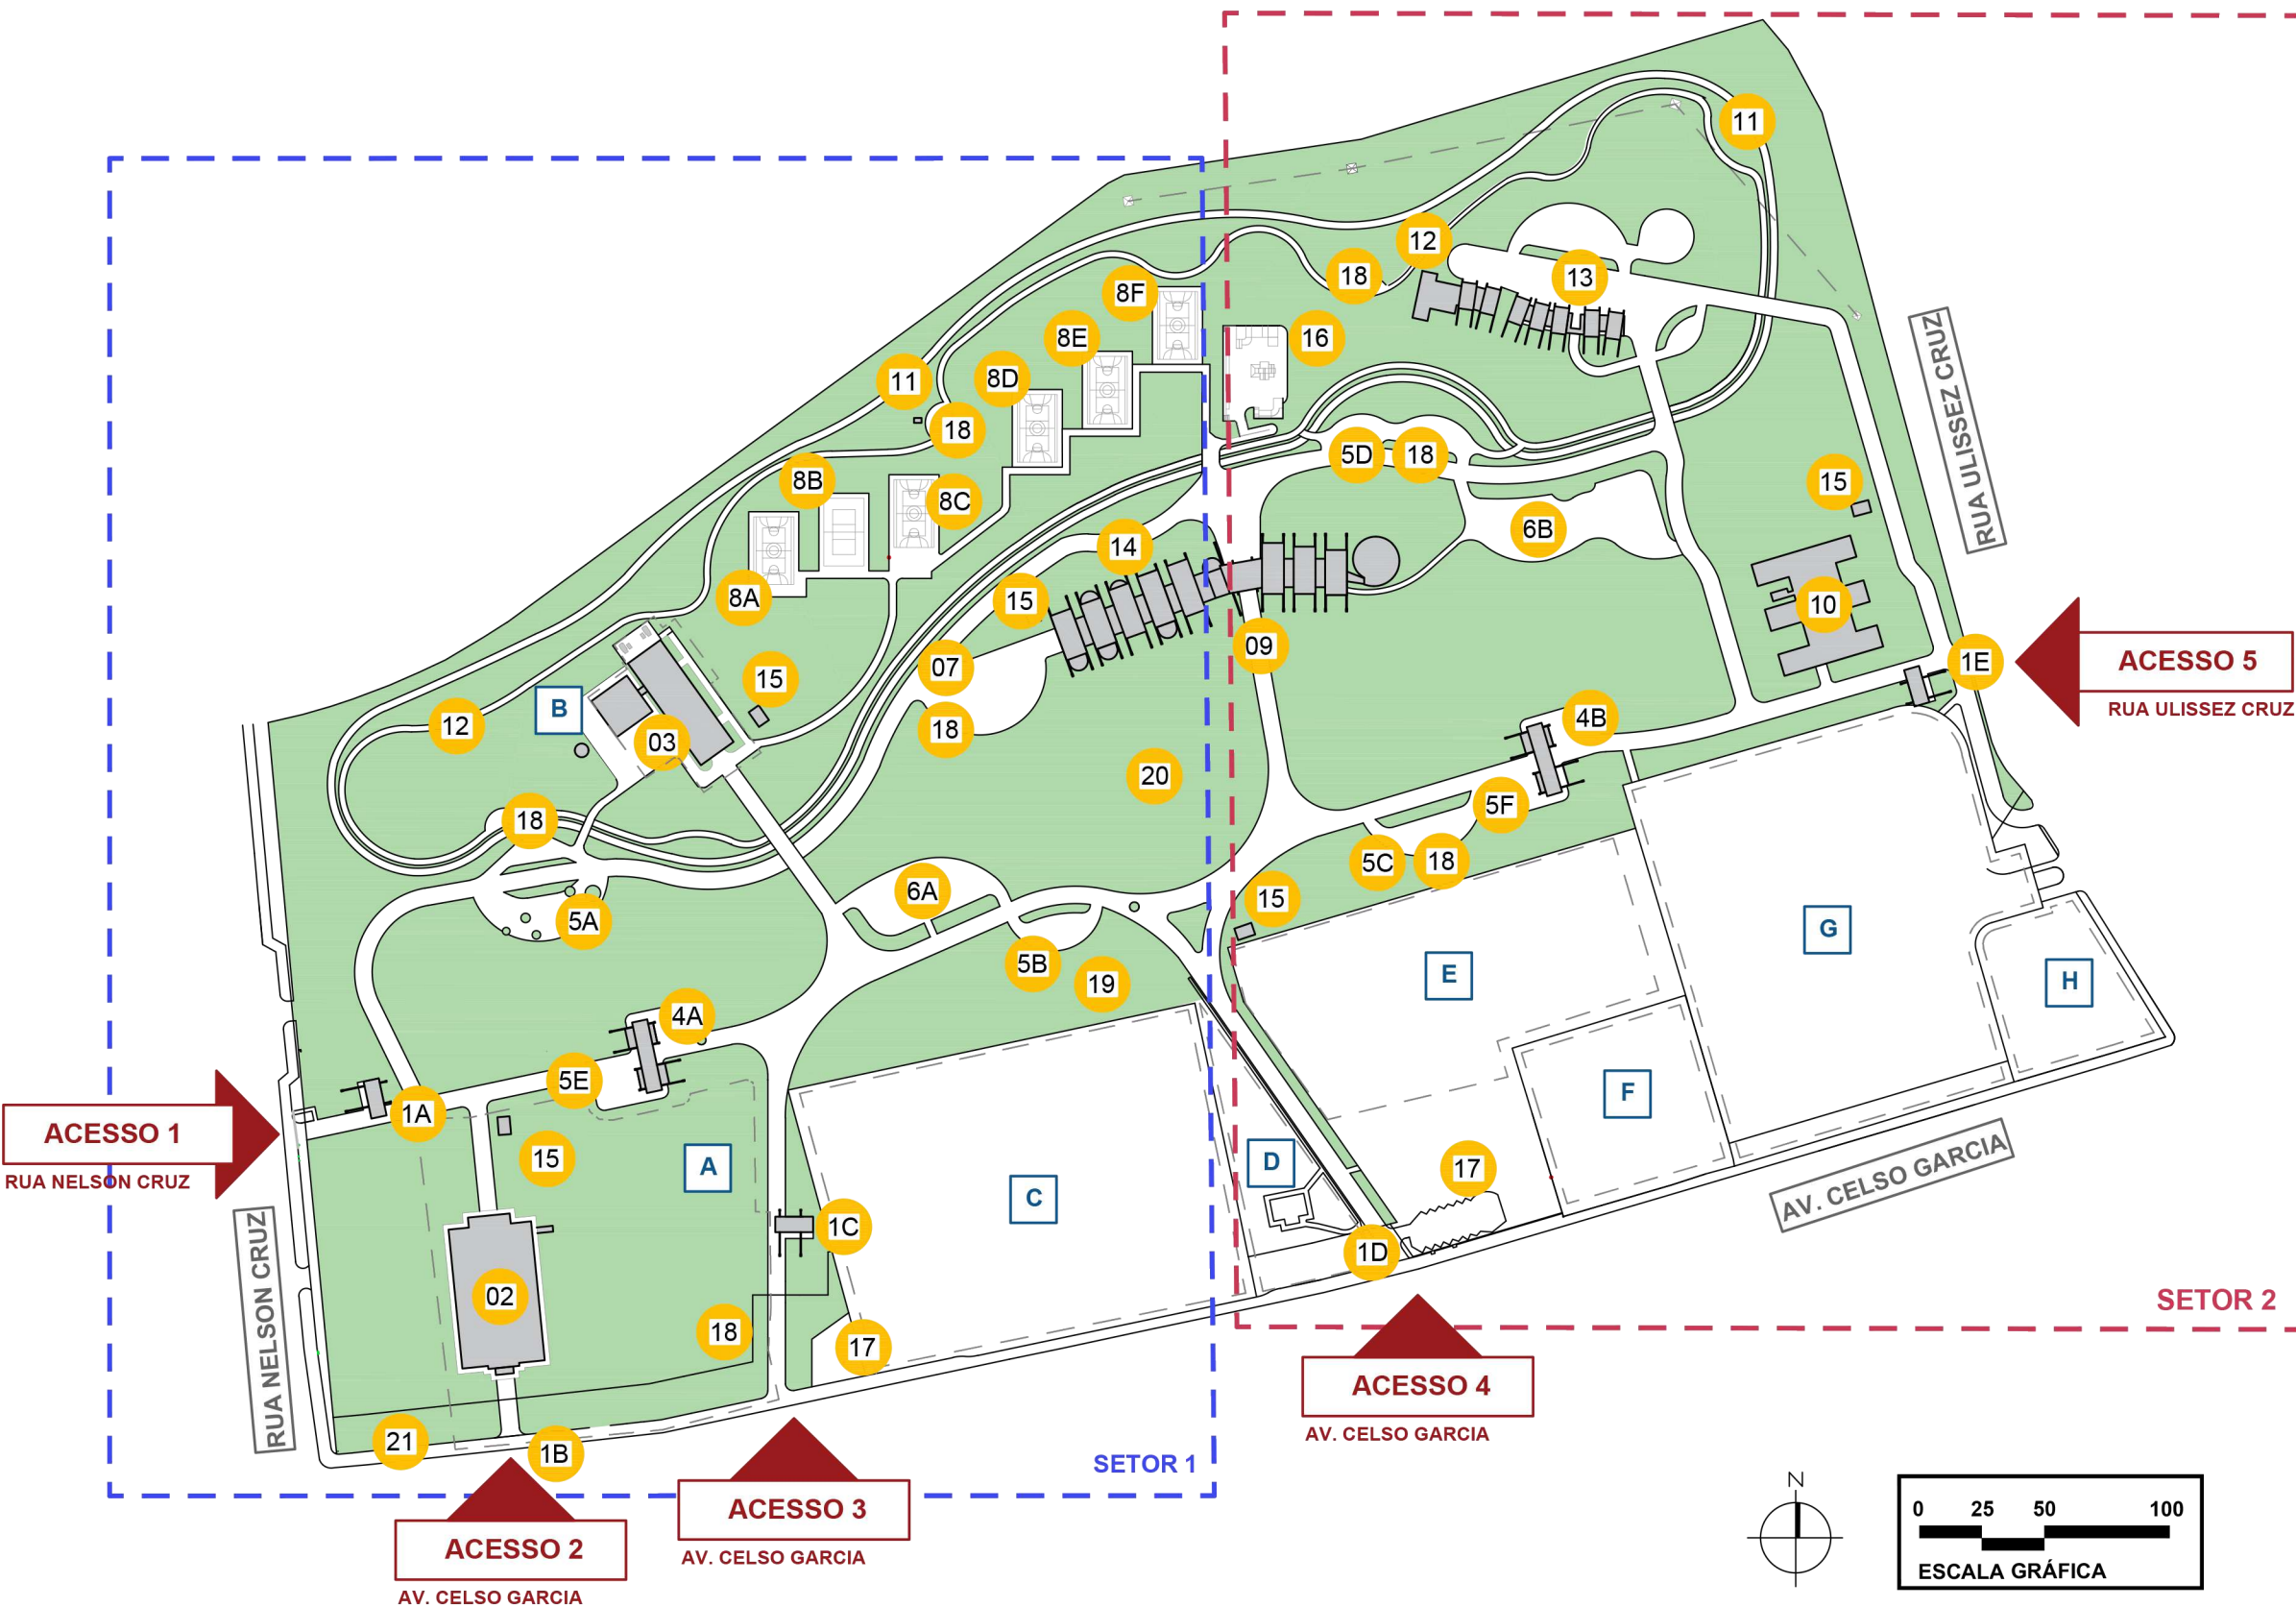 11
12
18
13
8F
16
8E
8D
11
18
5D
18
RUA ULISSEZ CRUZ
8B
8C
15
6B
14
8A
15
10
09
07
15
1E
ACESSO 5
RUA ULISSEZ CRUZ
B
12
03
18
4B
20
5F
18
5C
18
6A
15
5A
5B
19
G
E
H
4A
5E
F
1A
ACESSO 1
RUA NELSON CRUZ
15
A
D
17
C
AV. CELSO GARCIA
1C
1D
02
SETOR 2
18
17
RUA NELSON CRUZ
ACESSO 4
AV. CELSO GARCIA
21
1B
SETOR 1
ACESSO 3
AV. CELSO GARCIA
ACESSO 2
AV. CELSO GARCIA
N
0 25 50 100
ESCALA GRÁFICA